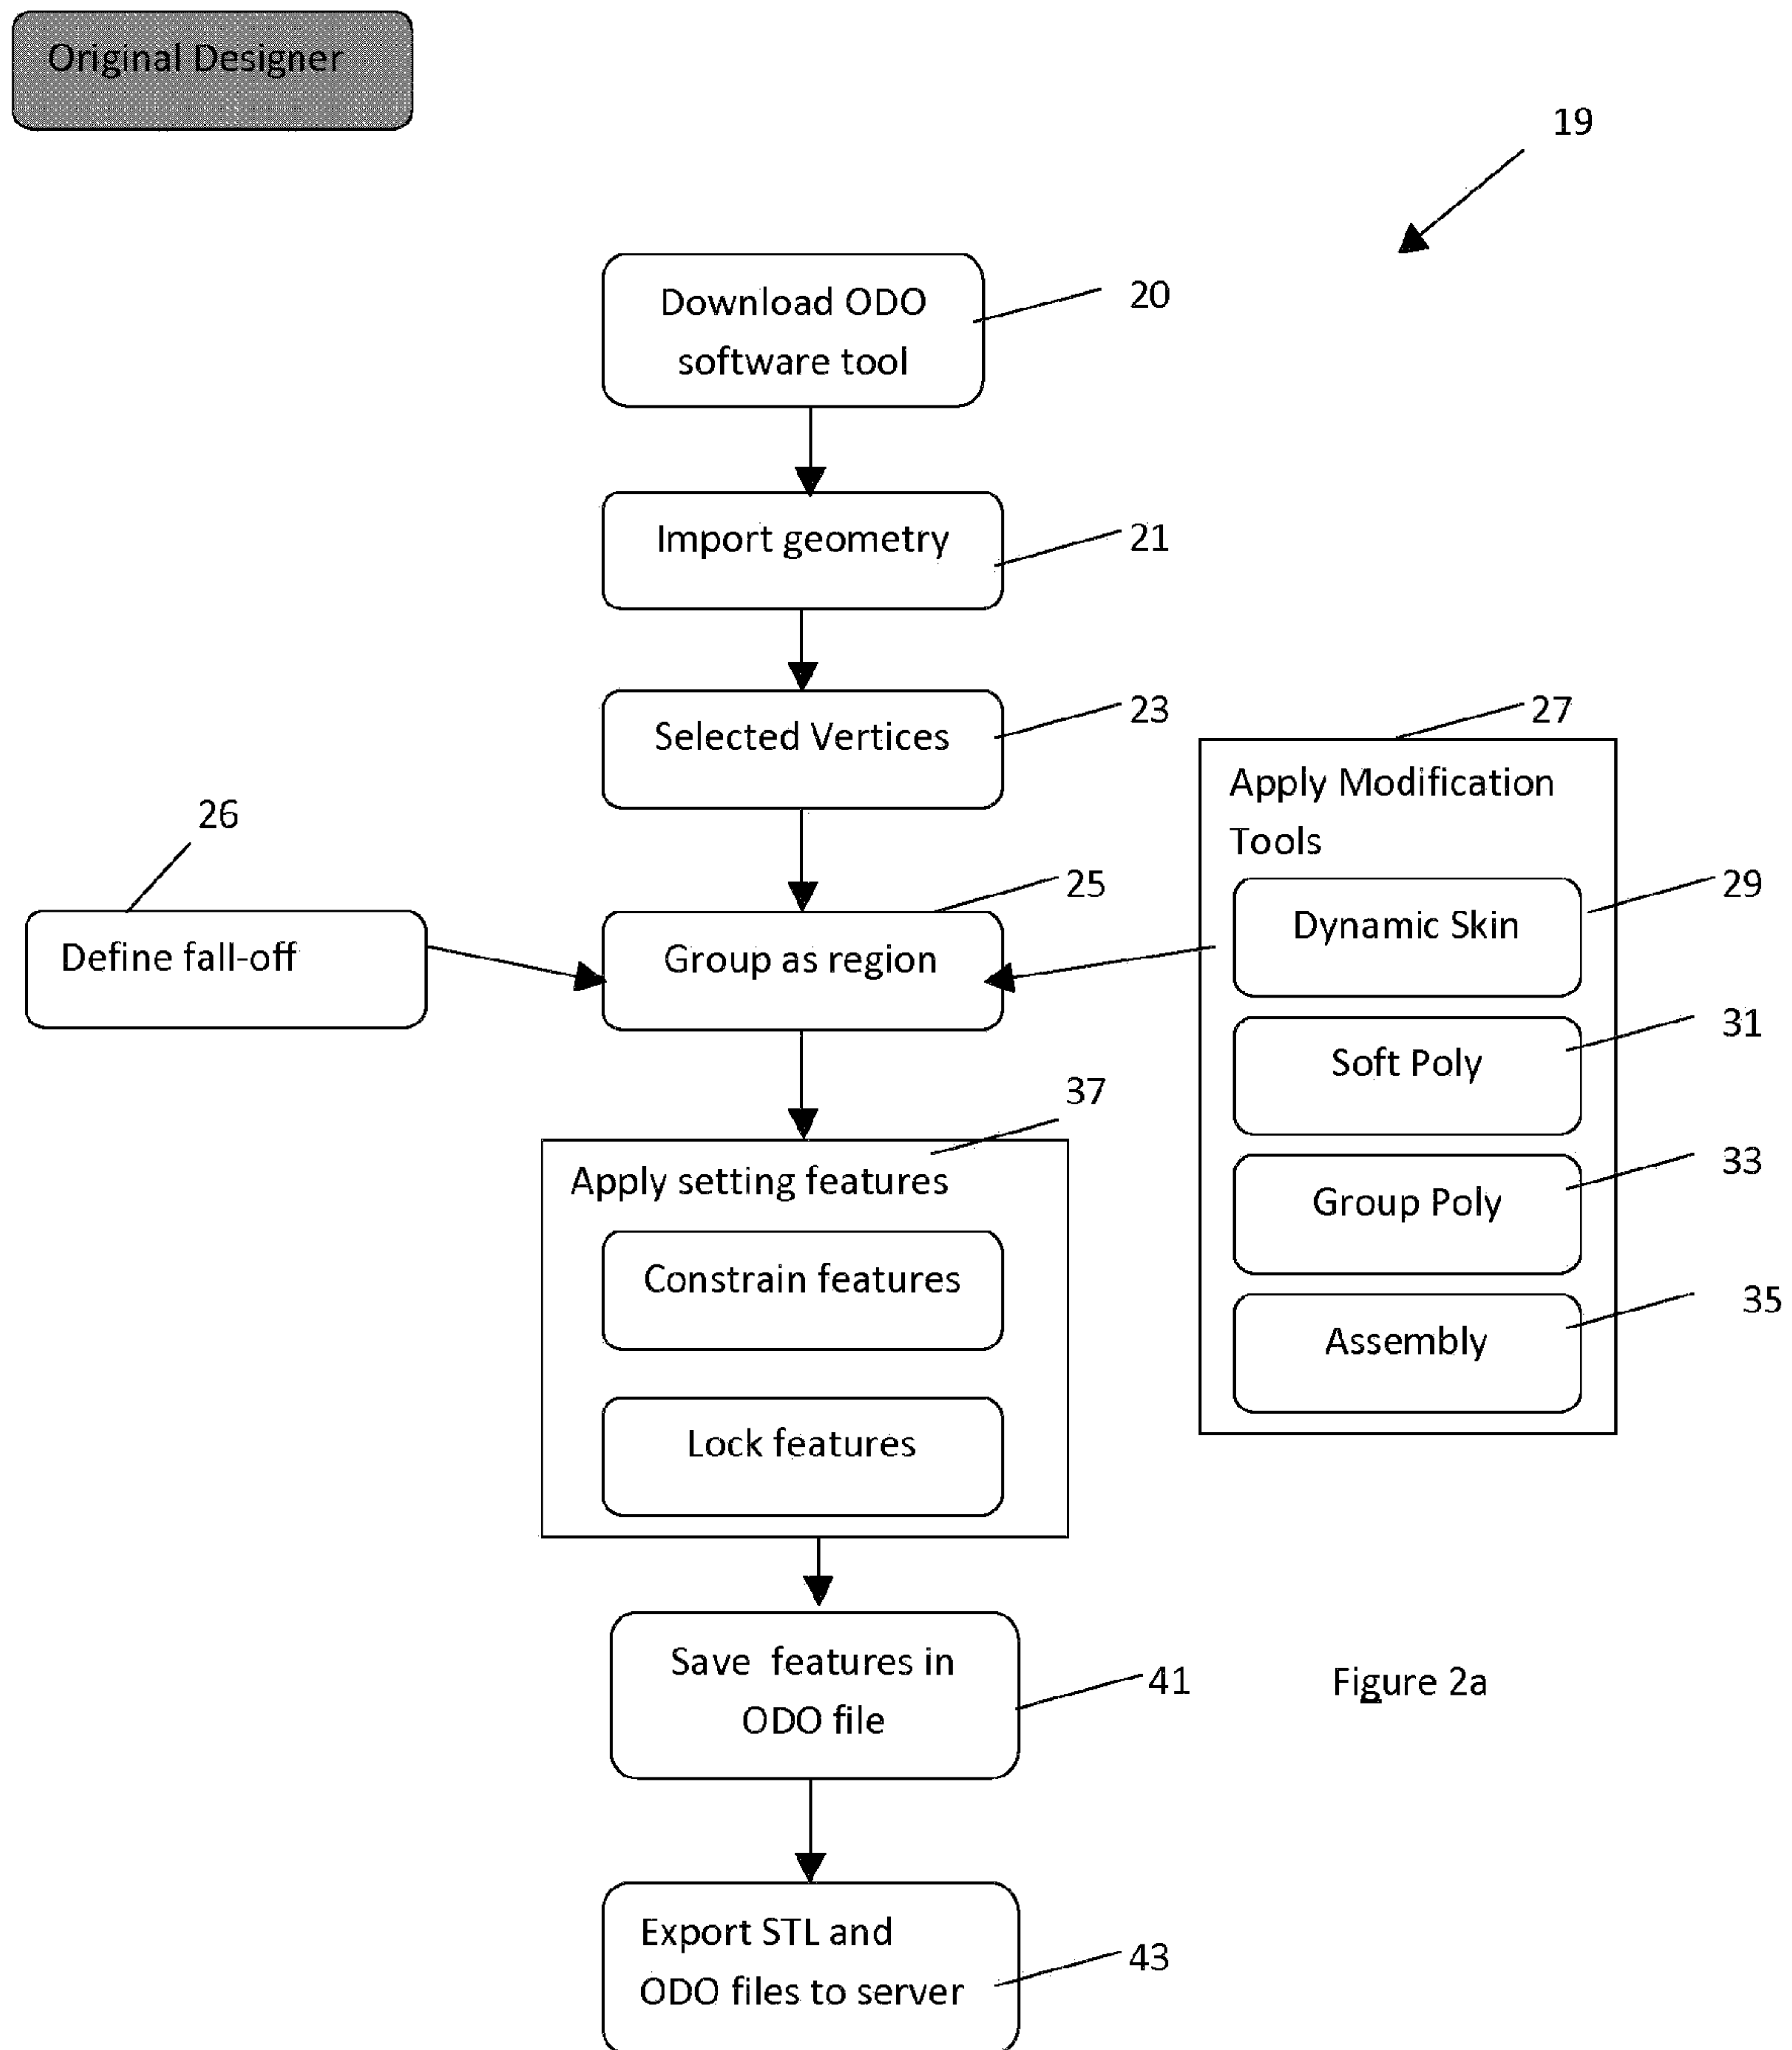 Original Designer
19
Download ODO
software tool
20
Import geometry
21
Selected Vertices
23
27
Apply Modification
Tools
26
25
29
Define fall-off
Group as region
Dynamic Skin
31
Soft Poly
37
33
Apply setting features
Group Poly
Constrain features
35
Assembly
Lock features
Save features in
ODO file
41
Figure 2a
Export STL and
ODO files to server
43